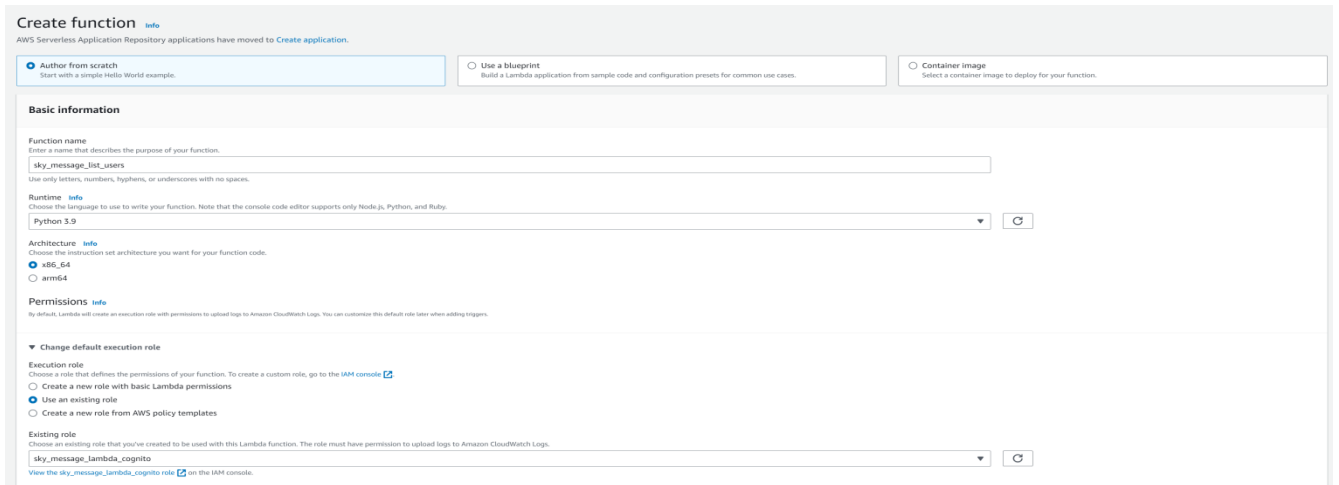 Create function Info
AWS Serverless Application Repository applications have moved to Create application.
Author from scratch
Start with a simple Hello World example.
Use a blueprint
Build a Lambda application from sample code and configuration presets for common use cases.
Container image
Select a container image to deploy for your function.
Basic information
Function name
Enter a name that describes the purpose of your function.
sky_message_list_users
Use only letters, numbers, hyphens, or underscores with no spaces.
Runtime Info
Choose the language to use to write your function. Note that the console code editor supports only Node.js, Python, and Ruby.
Python 3.9
Architecture Info
Choose the instruction set architecture you want for your function code.
x86_64
arm64
Permissions Info
By default, Lambda will create an execution role with permissions to upload logs to Amazon CloudWatch Logs. You can customize this default role later when adding triggers.
Change default execution role
Execution role
Choose a role that defines the permissions of your function. To create a custom role, go to the IAM console.
Create a new role with basic Lambda permissions
Use an existing role
Create a new role from AWS policy templates
Existing role
Choose an existing role that you've created to be used with this Lambda function. The role must have permission to upload logs to Amazon CloudWatch Logs.
sky_message_lambda_cognito
View the sky_message_lambda_cognito role on the IAM console.